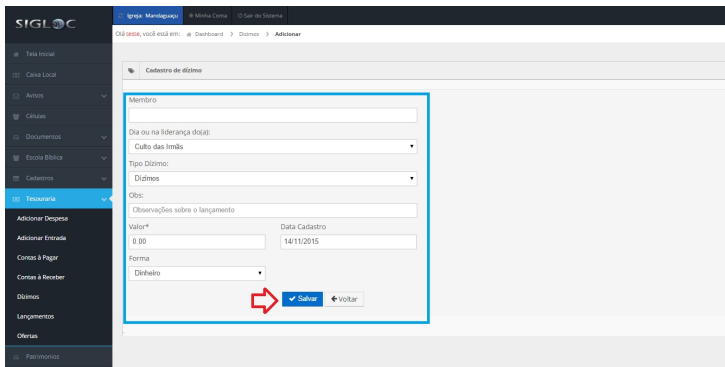 SIGLOC
Igreja: Mandaguaçu
Minha Conta
Sair do Sistema
Olá teste, você está em: Dashboard > Dizimos > Adicionar
Tela Inicial
Caixa Local
Avisos
Células
Documentos
Escola Bíblica
Cadastros
Tesouraria
Adicionar Despesa
Adicionar Entrada
Contas à Pagar
Contas à Receber
Dízimos
Lançamentos
Ofertas
Patrimonios
Cadastro de dízimo
Membro
Dia ou na liderança do(a):
Culto das Irmãs
Tipo Dízimo:
Dízimos
Obs:
Observações sobre o lançamento
Valor* Data Cadastro
0.00 14/11/2015
Forma
Dinheiro
Salvar Voltar